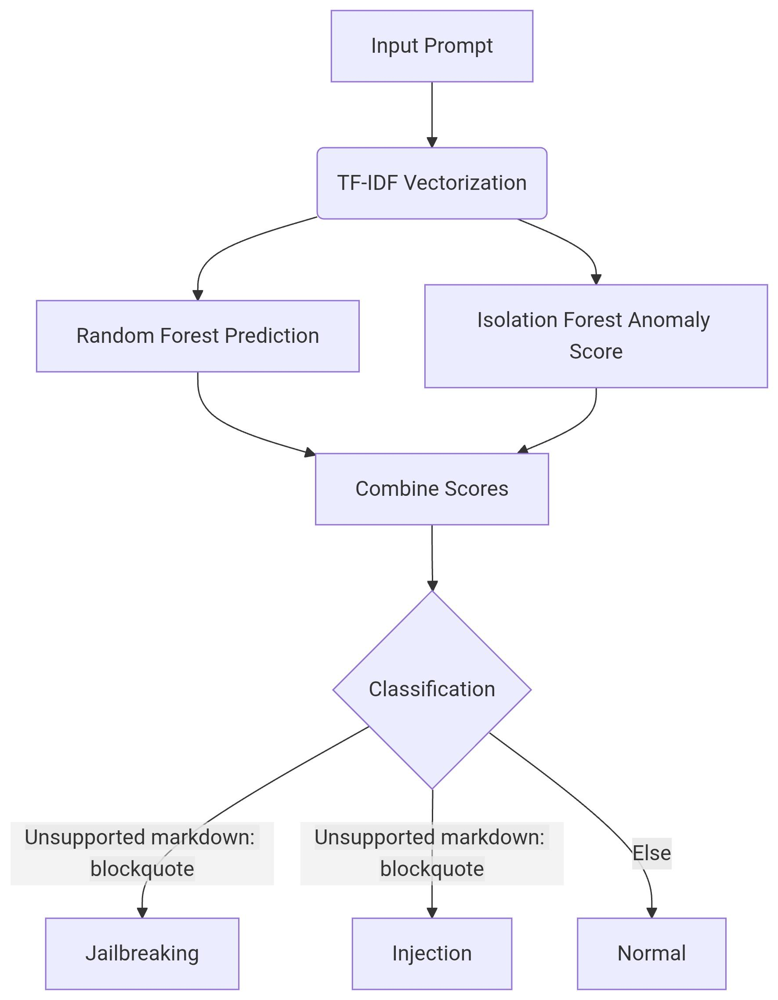 Input Prompt
TF-IDF Vectorization
Random Forest Prediction
Isolation Forest Anomaly
Score
Combine Scores
Classification
Unsupported markdown:
blockquote
Unsupported markdown:
blockquote
Else
Jailbreaking
Injection
Normal